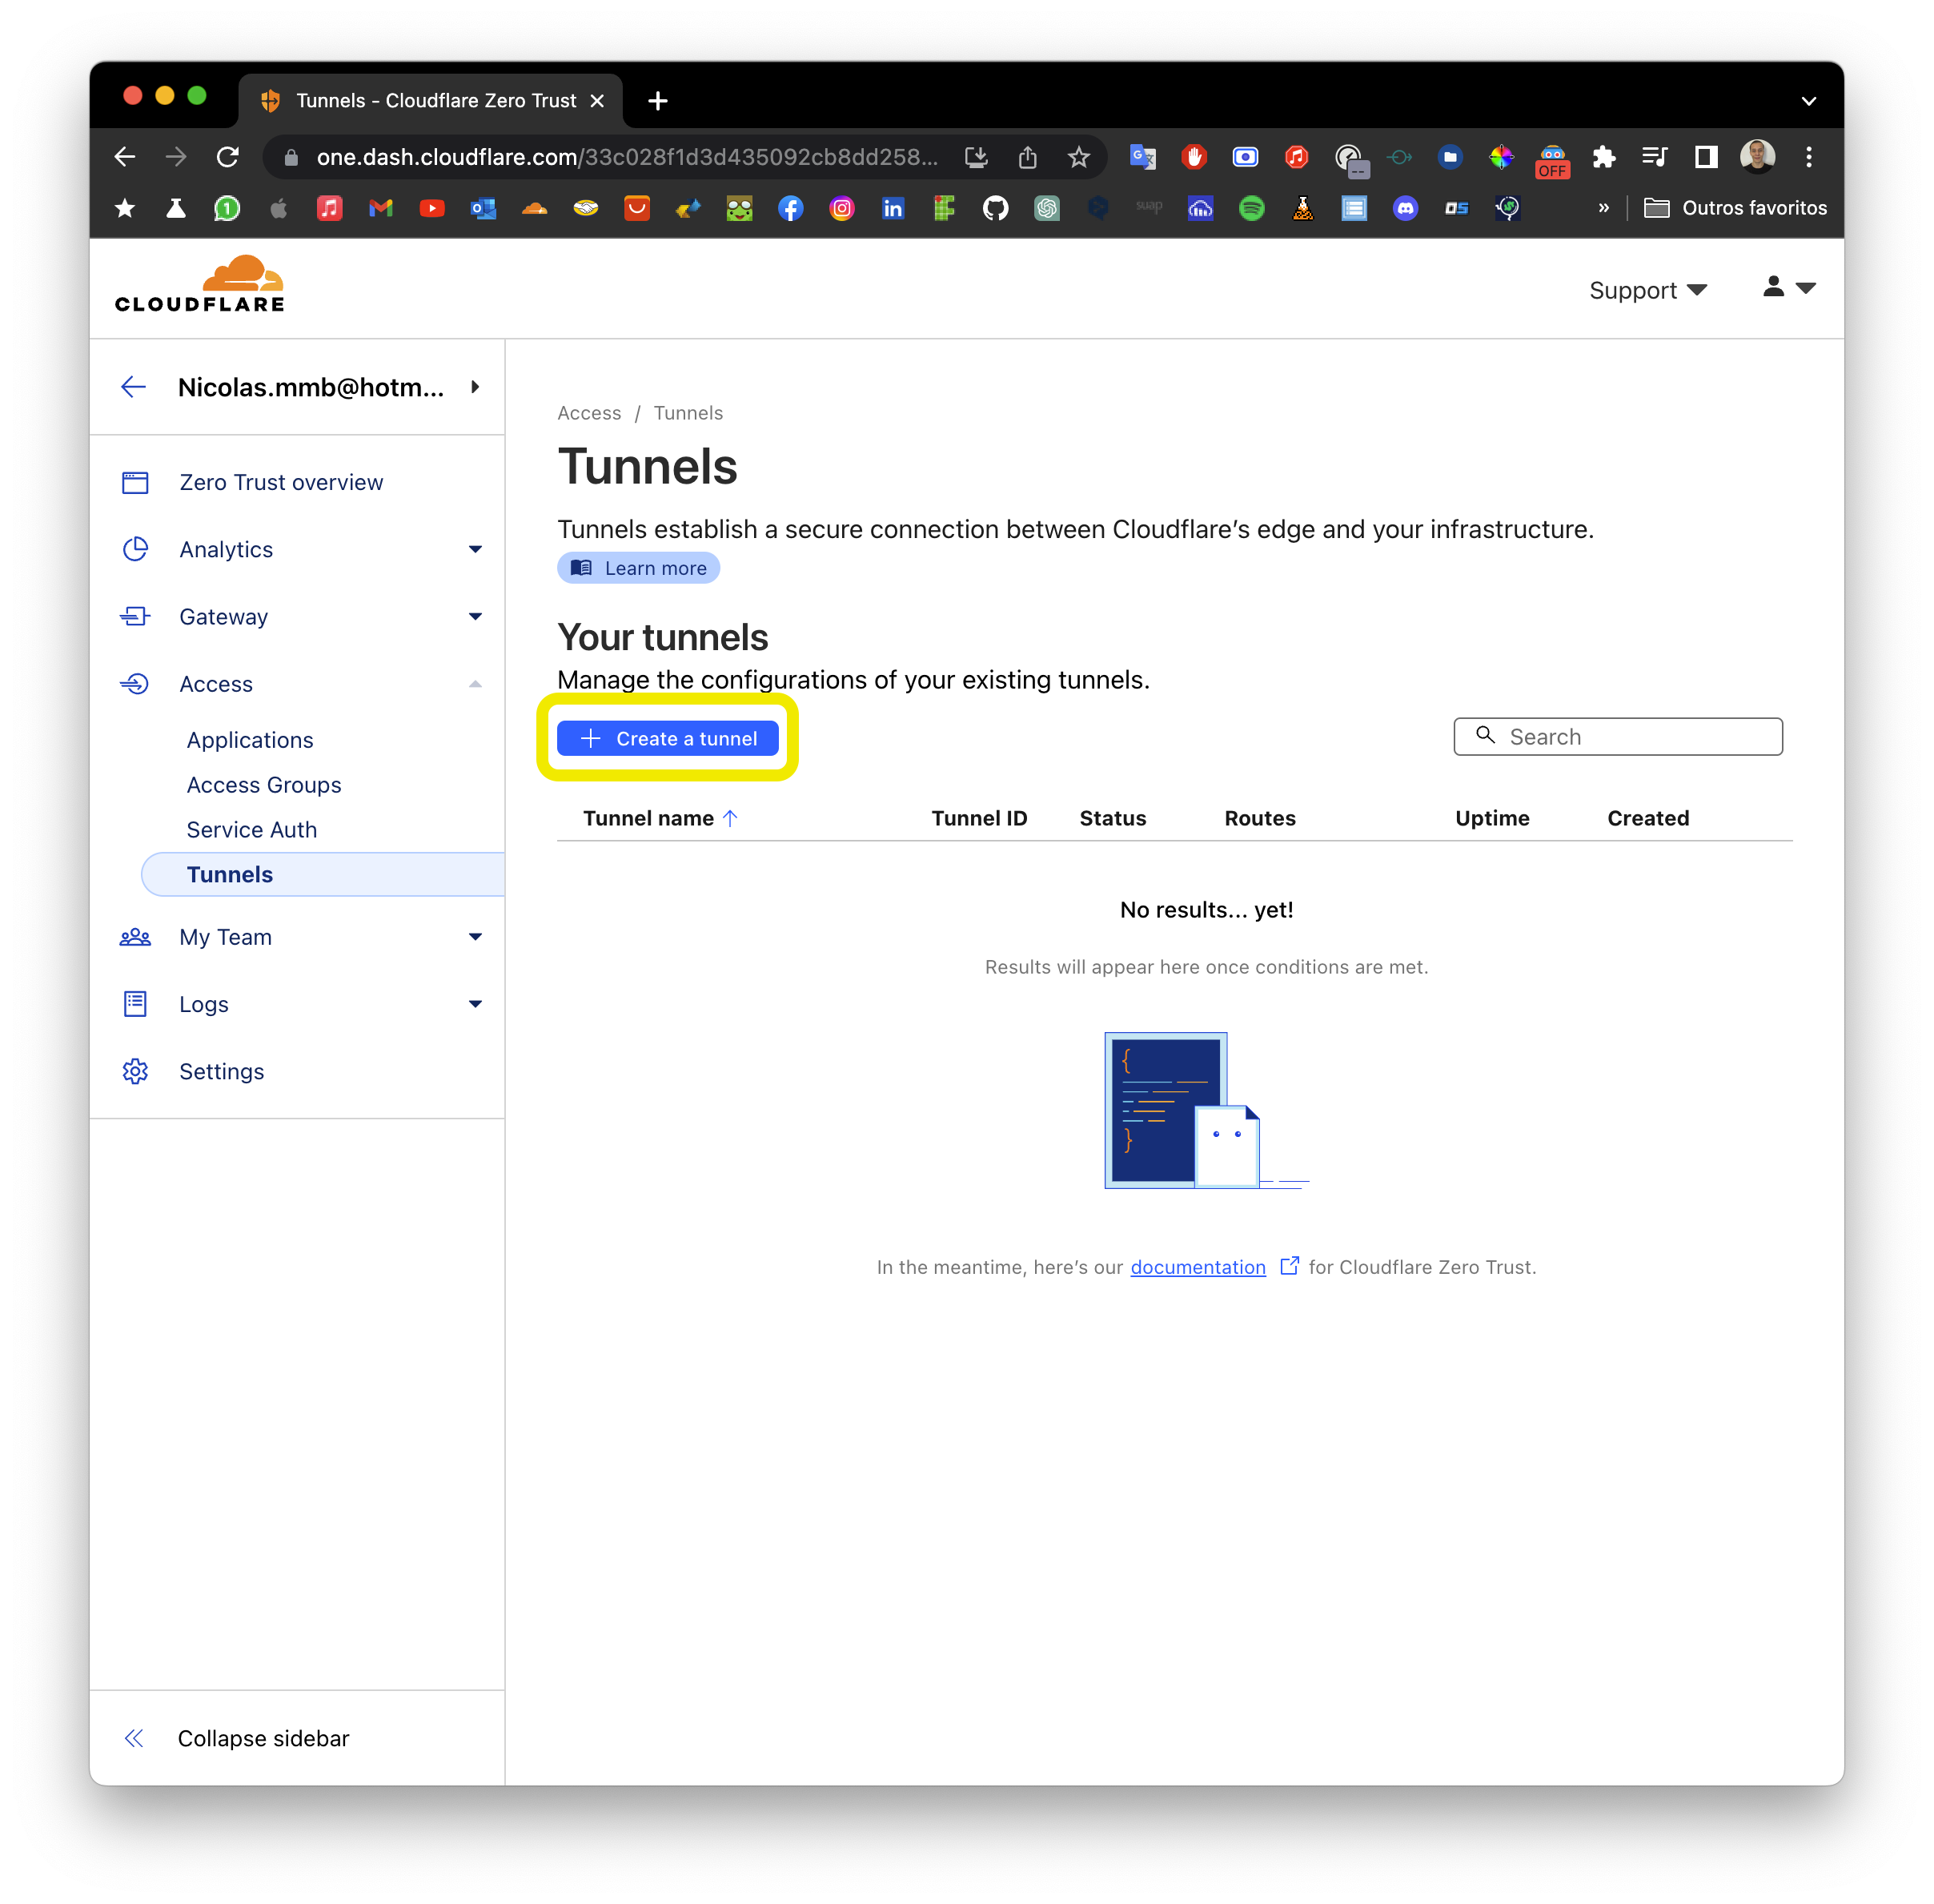 Tunnels - Cloudflare Zero Trust
one.dash.cloudflare.com/33c028f1d3d435092cb8dd258...
OFF
Outros favoritos
CLOUDFLARE
Support
Nicolas.mmb@hotm...
Zero Trust overview
Analytics
Gateway
Access
Applications
Access Groups
Service Auth
Tunnels
My Team
Logs
Settings
Collapse sidebar
Access / Tunnels
Tunnels
Tunnels establish a secure connection between Cloudflare’s edge and your infrastructure.
Learn more
Your tunnels
Manage the configurations of your existing tunnels.
Create a tunnel
Search
Tunnel name Tunnel ID Status Routes Uptime Created
No results... yet!
Results will appear here once conditions are met.
{
}
In the meantime, here’s our documentation for Cloudflare Zero Trust.